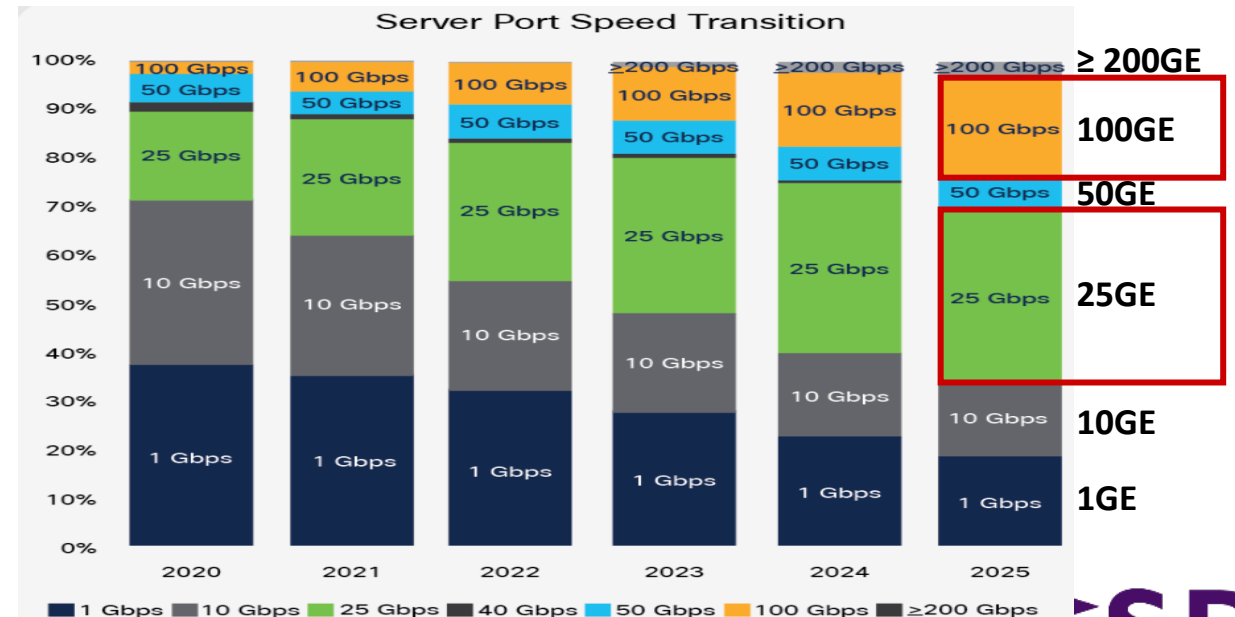 Server Port Speed Transition
100%
90%
80%
70%
60%
50%
40%
30%
20%
10%
0%
100 Gbps
50 Gbps
25 Gbps
10 Gbps
1 Gbps
100 Gbps
50 Gbps
25 Gbps
10 Gbps
1 Gbps
100 Gbps
50 Gbps
25 Gbps
10 Gbps
1 Gbps
≥200 Gbps
100 Gbps
50 Gbps
25 Gbps
10 Gbps
1 Gbps
≥200 Gbps
100 Gbps
50 Gbps
25 Gbps
10 Gbps
1 Gbps
≥200 Gbps
100 Gbps
50 Gbps
25 Gbps
10 Gbps
1 Gbps
≥ 200GE
100GE
50GE
25GE
10GE
1GE
2020 2021 2022 2023 2024 2025
1 Gbps 10 Gbps 25 Gbps 40 Gbps 50 Gbps 100 Gbps ≥200 Gbps